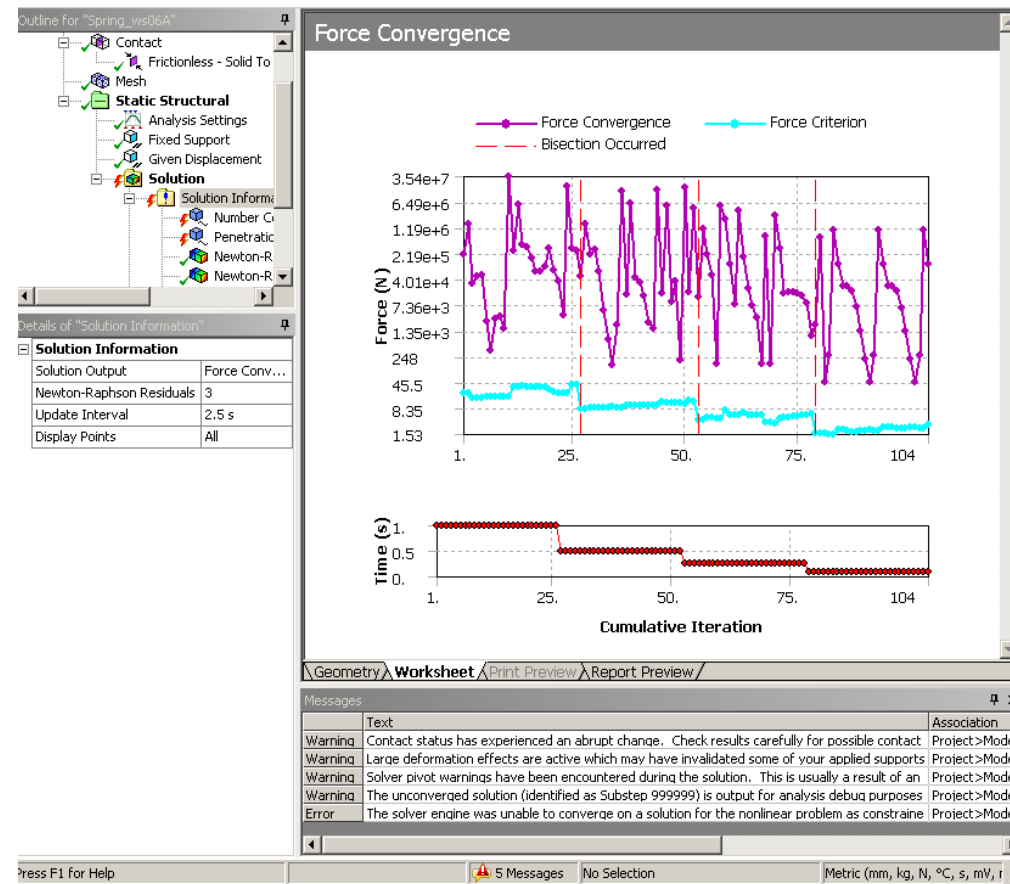 Outline for "Spring_ws06A"
Contact
Frictionless - Solid To
Mesh
Static Structural
Analysis Settings
Fixed Support
Given Displacement
Solution
Solution Informa
Number Co
Penetratio
Newton-R
Newton-R
Details of "Solution Information"
Solution Information
Solution Output Force Conv...
Newton-Raphson Residuals 3
Update Interval 2.5 s
Display Points All
Force Convergence
Force Convergence Force Criterion
Bisection Occurred
Force (N)
3.54e+7
6.49e+6
1.19e+6
2.19e+5
4.01e+4
7.36e+3
1.35e+3
248
45.5
8.35
1.53
1. 25. 50. 75. 104
Time (s)
1.
0.5
0.
1. 25. 50. 75. 104
Cumulative Iteration
Geometry Worksheet Print Preview Report Preview
Messages
Text Association
Warning Contact status has experienced an abrupt change. Check results carefully for possible contact Project>Mode
Warning Large deformation effects are active which may have invalidated some of your applied supports Project>Mode
Warning Solver pivot warnings have been encountered during the solution. This is usually a result of an Project>Mode
Warning The unconverged solution (identified as Substep 999999) is output for analysis debug purposes Project>Mode
Error The solver engine was unable to converge on a solution for the nonlinear problem as constraine Project>Mode
Press F1 for Help 5 Messages No Selection Metric (mm, kg, N, °C, s, mV, r